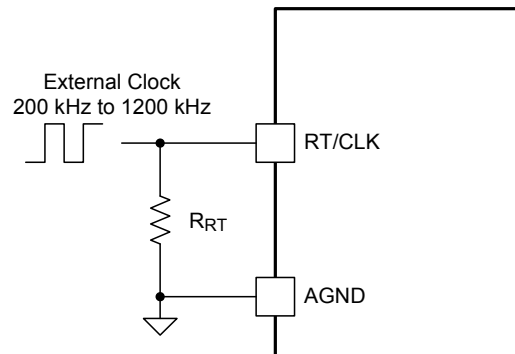 External Clock
200 kHz to 1200 kHz
RT/CLK
RRT
AGND